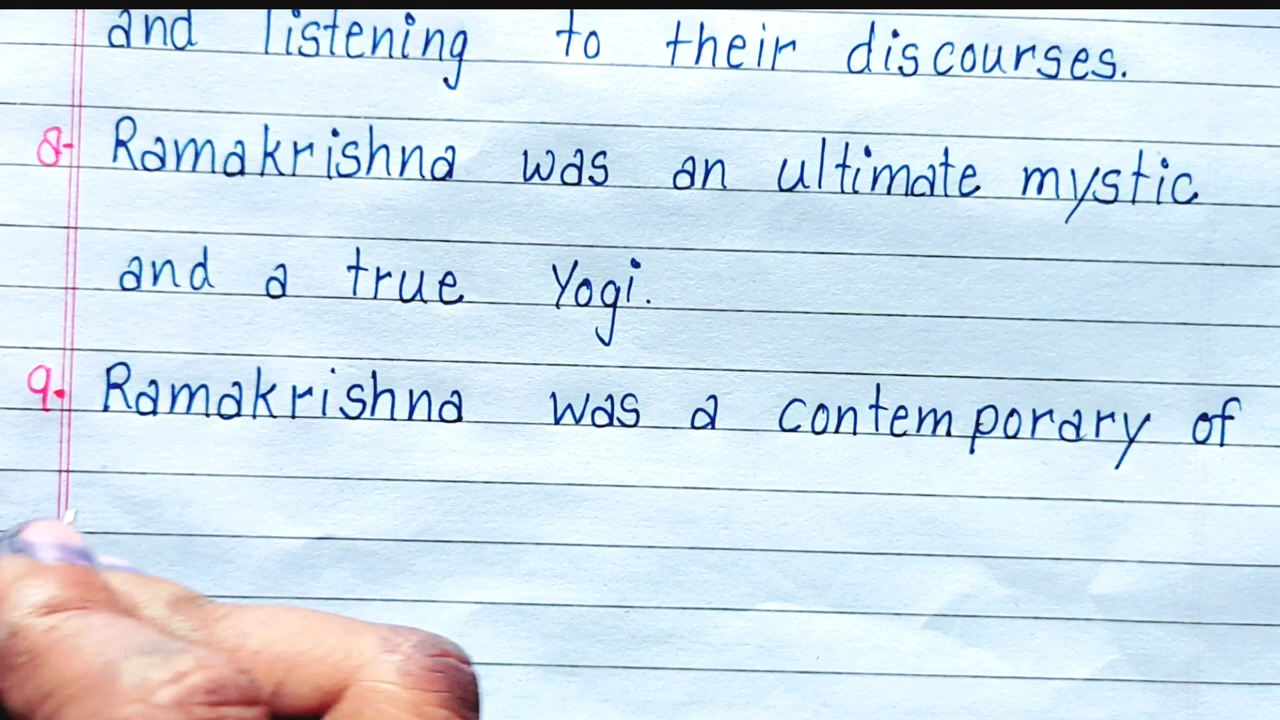 and listening to their discourses.
8- Ramakrishna was an ultimate mystic
and a true Yogi.
9. Ramakrishna was a contemporary of